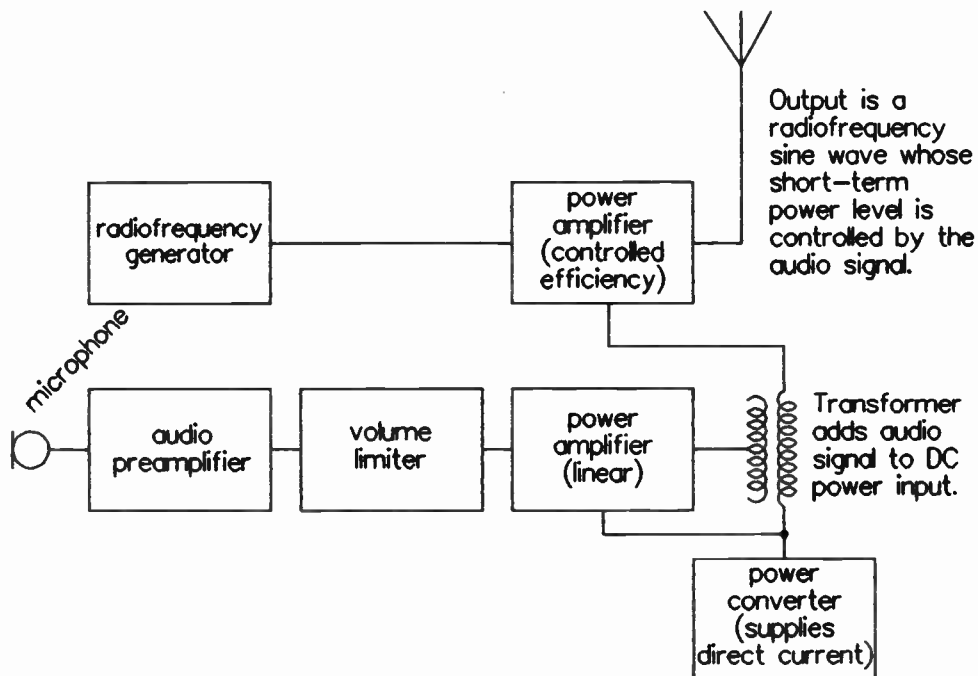 Output is a
radiofrequency
sine wave whose
short-term
power level is
controlled by the
audio signal.
radiofrequency
generator
power
amplifier
(controlled
efficiency)
microphone
audio
preamplifier
volume
limiter
power
amplifier
(linear)
Transformer
adds audio
signal to DC
power input.
power
converter
(supplies
direct current)